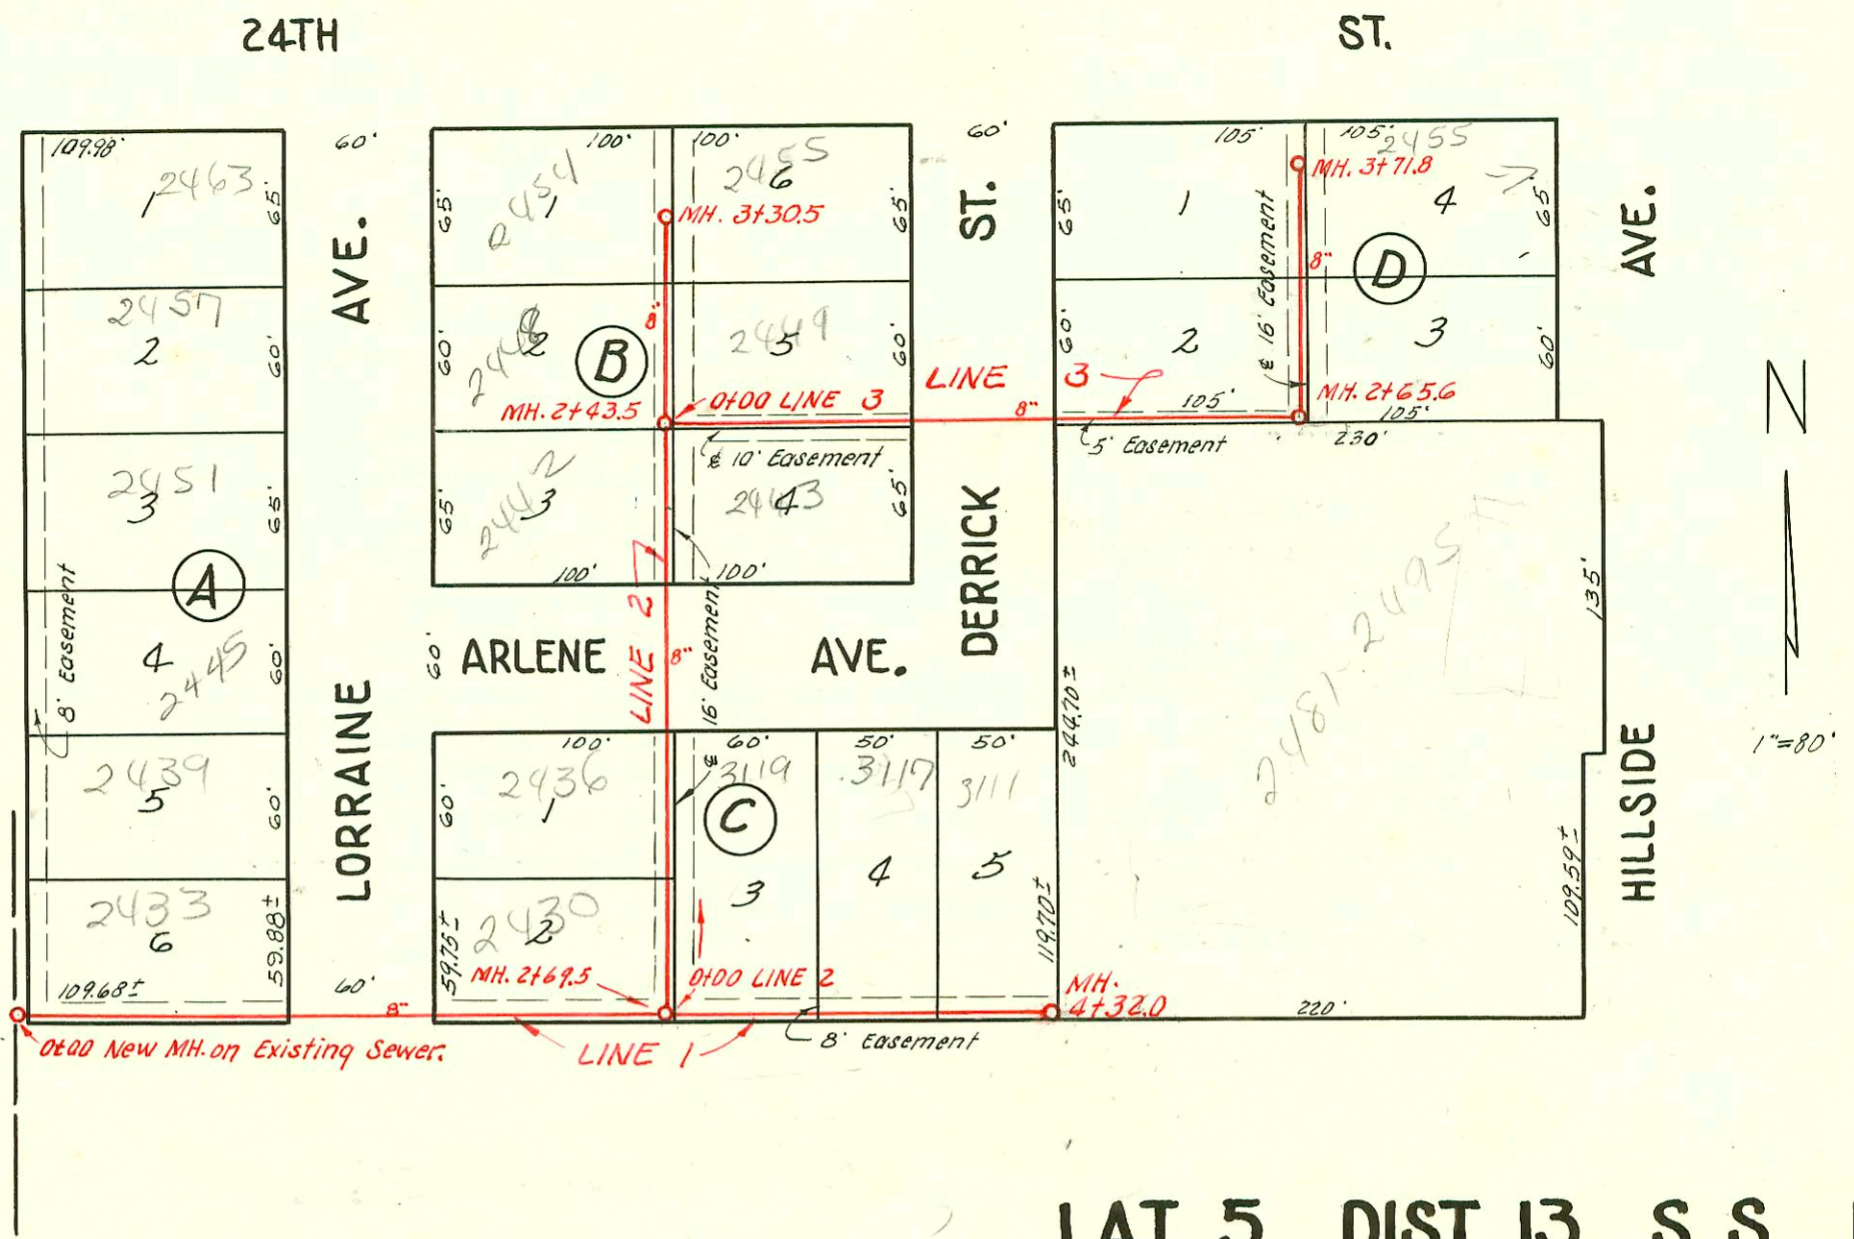 24TH ST.
109.98' 60' 100' 100' 60' 105' 105'
2463 1 65'
2454 1 65'
2455 6 65'
MH. 3+30.5
65' 1
2455 4 65'
MH. 3+71.8
AVE. ST. AVE.
℄ 16' Easement
8"
D
2457 2 60'
2448 2 60'
B
8"
2449 5 60'
60' 2
3 60'
LINE 3
MH. 2+43.5
0+00 LINE 3
8"
105'
MH. 2+65.6
105'
230'
℄ 10' Easement
5' Easement
2451 3 65'
2442 3 65'
2443 4 65'
100' 100'
A
8' Easement
4 2445 60'
60' ARLENE AVE.
LINE 2
8"
℄ 16' Easement
DERRICK
244.70±
2481-2495
135'
N
1"=80'
LORRAINE
HILLSIDE
100' 60' 50' 50'
2439 5 60'
2436 1 60'
3119 C 3
3117 4
3111 5
119.70±
109.59±
2433 6 59.88±
109.68± 60'
2430 2 59.75±
MH. 2+69.5
0+00 LINE 2
MH. 4+32.0
220'
8"
0+00 New MH. on Existing Sewer.
LINE 1
8' Easement
LAT. 5 DIST. 13 S.S.